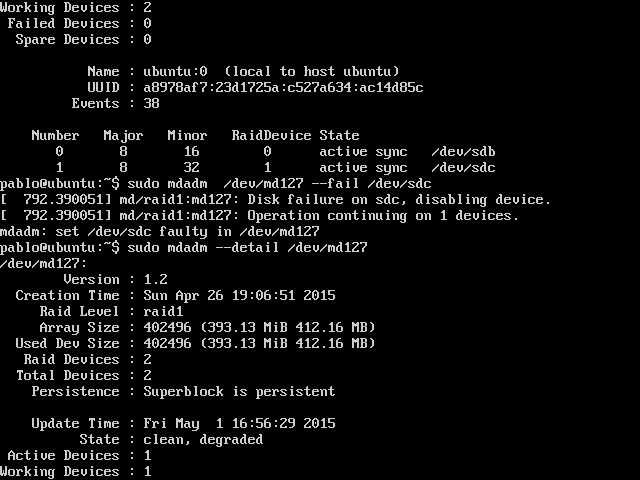 Working Devices : 2
 Failed Devices : 0
  Spare Devices : 0

           Name : ubuntu:0  (local to host ubuntu)
           UUID : a8978af7:23d1725a:c527a634:ac14d85c
         Events : 38

    Number   Major   Minor   RaidDevice State
       0       8       16        0      active sync   /dev/sdb
       1       8       32        1      active sync   /dev/sdc
pablo@ubuntu:~$ sudo mdadm  /dev/md127 --fail /dev/sdc
[  792.390051] md/raid1:md127: Disk failure on sdc, disabling device.
[  792.390051] md/raid1:md127: Operation continuing on 1 devices.
mdadm: set /dev/sdc faulty in /dev/md127
pablo@ubuntu:~$ sudo mdadm --detail /dev/md127
/dev/md127:
        Version : 1.2
  Creation Time : Sun Apr 26 19:06:51 2015
     Raid Level : raid1
     Array Size : 402496 (393.13 MiB 412.16 MB)
  Used Dev Size : 402496 (393.13 MiB 412.16 MB)
   Raid Devices : 2
  Total Devices : 2
    Persistence : Superblock is persistent

    Update Time : Fri May  1 16:56:29 2015
          State : clean, degraded
 Active Devices : 1
Working Devices : 1